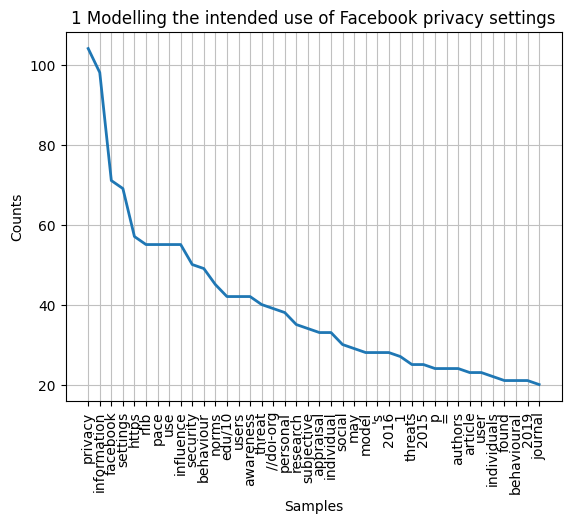 1 Modelling the intended use of Facebook privacy settings
Counts
100
80
60
40
20
privacy
information
facebook
settings
https
rlib
pace
use
influence
security
behaviour
norms
edu/10
users
awareness
threat
//doi-org
personal
research
subjective
appraisal
individual
social
may
model
's
2016
1
threats
2015
p
=
authors
article
user
individuals
found
behavioural
2019
journal
Samples